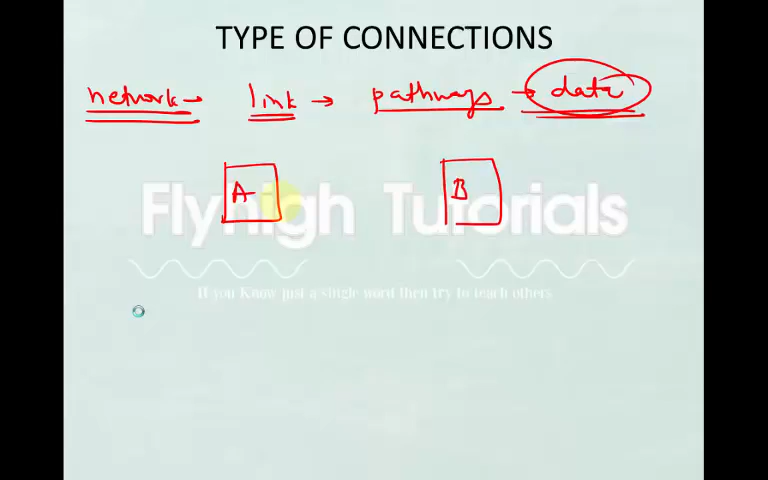 TYPE OF CONNECTIONS
network → link → pathways → data
A B
Flyhigh Tutorials
If you Know just a single word then try to teach others